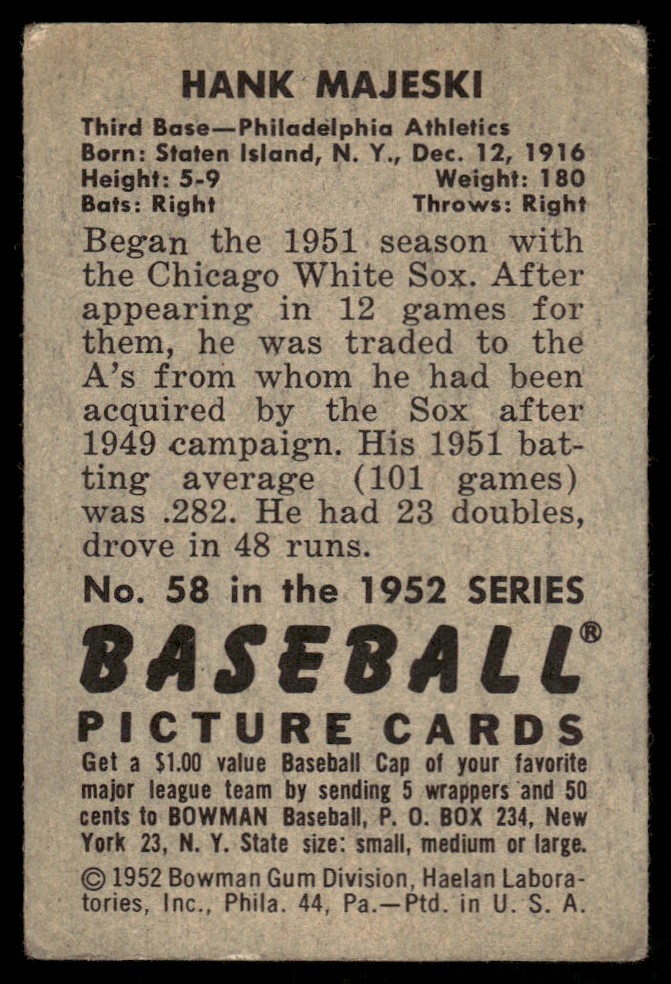 HANK MAJESKI
Third Base—Philadelphia Athletics
Born: Staten Island, N. Y., Dec. 12, 1916
Height: 5-9 Weight: 180
Bats: Right Throws: Right
Began the 1951 season with
the Chicago White Sox. After
appearing in 12 games for
them, he was traded to the
A's from whom he had been
acquired by the Sox after
1949 campaign. His 1951 bat-
ting average (101 games)
was .282. He had 23 doubles,
drove in 48 runs.
No. 58 in the 1952 SERIES
BASEBALL®
PICTURE CARDS
Get a $1.00 value Baseball Cap of your favorite
major league team by sending 5 wrappers and 50
cents to BOWMAN Baseball, P. O. BOX 234, New
York 23, N. Y. State size: small, medium or large.
© 1952 Bowman Gum Division, Haelan Labora-
tories, Inc., Phila. 44, Pa.—Ptd. in U. S. A.